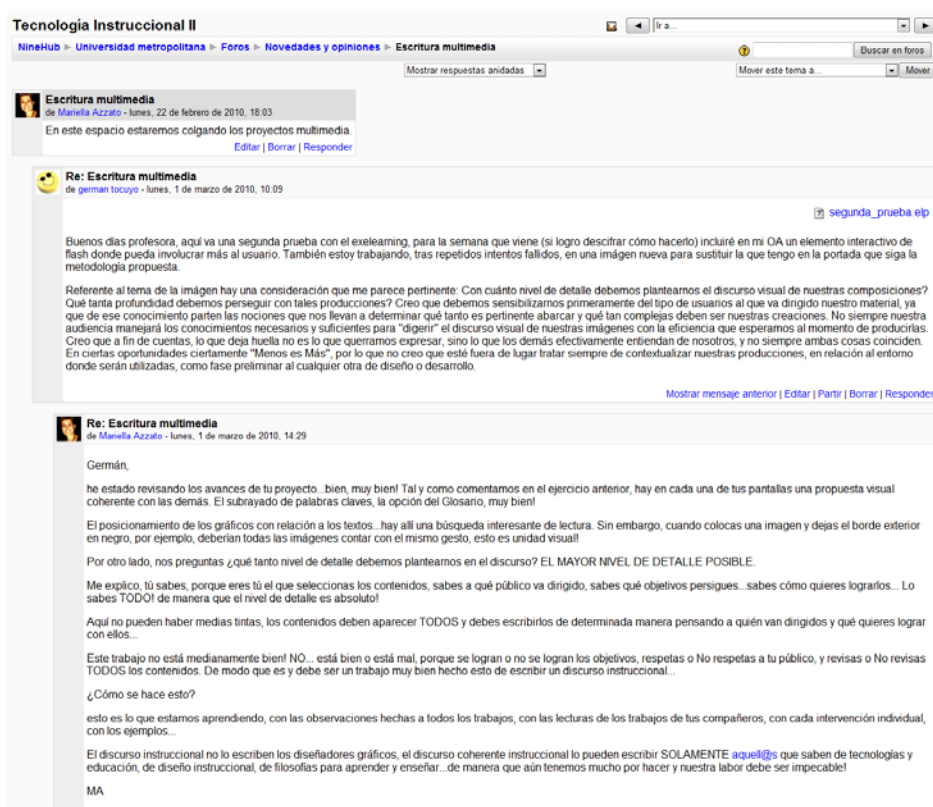 Tecnología Instruccional II
Ir a...
NineHub ► Universidad metropolitana ► Foros ► Novedades y opiniones ► Escritura multimedia
Buscar en foros
Mostrar respuestas anidadas
Mover este tema a...
Mover
Escritura multimedia
de Mariella Azzato - lunes, 22 de febrero de 2010, 18:03
En este espacio estaremos colgando los proyectos multimedia.
Editar | Borrar | Responder
Re: Escritura multimedia
de german tocuyo - lunes, 1 de marzo de 2010, 10:09
segunda_prueba.elp
Buenos días profesora, aquí va una segunda prueba con el exelearning, para la semana que viene (si logro descifrar cómo hacerlo) incluiré en mi OA un elemento interactivo de
flash donde pueda involucrar más al usuario. También estoy trabajando, tras repetidos intentos fallidos, en una imágen nueva para sustituir la que tengo en la portada que siga la
metodología propuesta.
Referente al tema de la imágen hay una consideración que me parece pertinente: Con cuánto nivel de detalle debemos plantearnos el discurso visual de nuestras composiciones?
Qué tanta profundidad debemos perseguir con tales producciones? Creo que debemos sensibilizarnos primeramente del tipo de usuarios al que va dirigido nuestro material, ya
que de ese conocimiento parten las nociones que nos llevan a determinar qué tanto es pertinente abarcar y qué tan complejas deben ser nuestras creaciones. No siempre nuestra
audiencia manejará los conocimientos necesarios y suficientes para "digerir" el discurso visual de nuestras imágenes con la eficiencia que esperamos al momento de producirlas.
Creo que a fin de cuentas, lo que deja huella no es lo que querramos expresar, sino lo que los demás efectivamente entiendan de nosotros, y no siempre ambas cosas coinciden.
En ciertas oportunidades ciertamente "Menos es Más", por lo que no creo que esté fuera de lugar tratar siempre de contextualizar nuestras producciones, en relación al entorno
donde serán utilizadas, como fase preliminar al cualquier otra de diseño o desarrollo.
Mostrar mensaje anterior | Editar | Partir | Borrar | Responder
Re: Escritura multimedia
de Mariella Azzato - lunes, 1 de marzo de 2010, 14:29
Germán,
he estado revisando los avances de tu proyecto...bien, muy bien! Tal y como comentamos en el ejercicio anterior, hay en cada una de tus pantallas una propuesta visual
coherente con las demás. El subrayado de palabras claves, la opción del Glosario, muy bien!
El posicionamiento de los gráficos con relación a los textos...hay allí una búsqueda interesante de lectura. Sin embargo, cuando colocas una imagen y dejas el borde exterior
en negro, por ejemplo, deberían todas las imágenes contar con el mismo gesto, esto es unidad visual!
Por otro lado, nos preguntas ¿qué tanto nivel de detalle debemos plantearnos en el discurso? EL MAYOR NIVEL DE DETALLE POSIBLE.
Me explico, tú sabes, porque eres tú el que seleccionas los contenidos, sabes a qué público va dirigido, sabes qué objetivos persigues...sabes cómo quieres lograrlos... Lo
sabes TODO! de manera que el nivel de detalle es absoluto!
Aquí no pueden haber medias tintas, los contenidos deben aparecer TODOS y debes escribirlos de determinada manera pensando a quién van dirigidos y qué quieres lograr
con ellos...
Este trabajo no está medianamente bien! NO... está bien o está mal, porque se logran o no se logran los objetivos, respetas o No respetas a tu público, y revisas o No revisas
TODOS los contenidos. De modo que es y debe ser un trabajo muy bien hecho esto de escribir un discurso instruccional...
¿Cómo se hace esto?
esto es lo que estamos aprendiendo, con las observaciones hechas a todos los trabajos, con las lecturas de los trabajos de tus compañeros, con cada intervención individual,
con los ejemplos...
El discurso instruccional no lo escriben los diseñadores gráficos, el discurso coherente instruccional lo pueden escribir SOLAMENTE aquell@s que saben de tecnologías y
educación, de diseño instruccional, de filosofías para aprender y enseñar...de manera que aún tenemos mucho por hacer y nuestra labor debe ser impecable!
MA